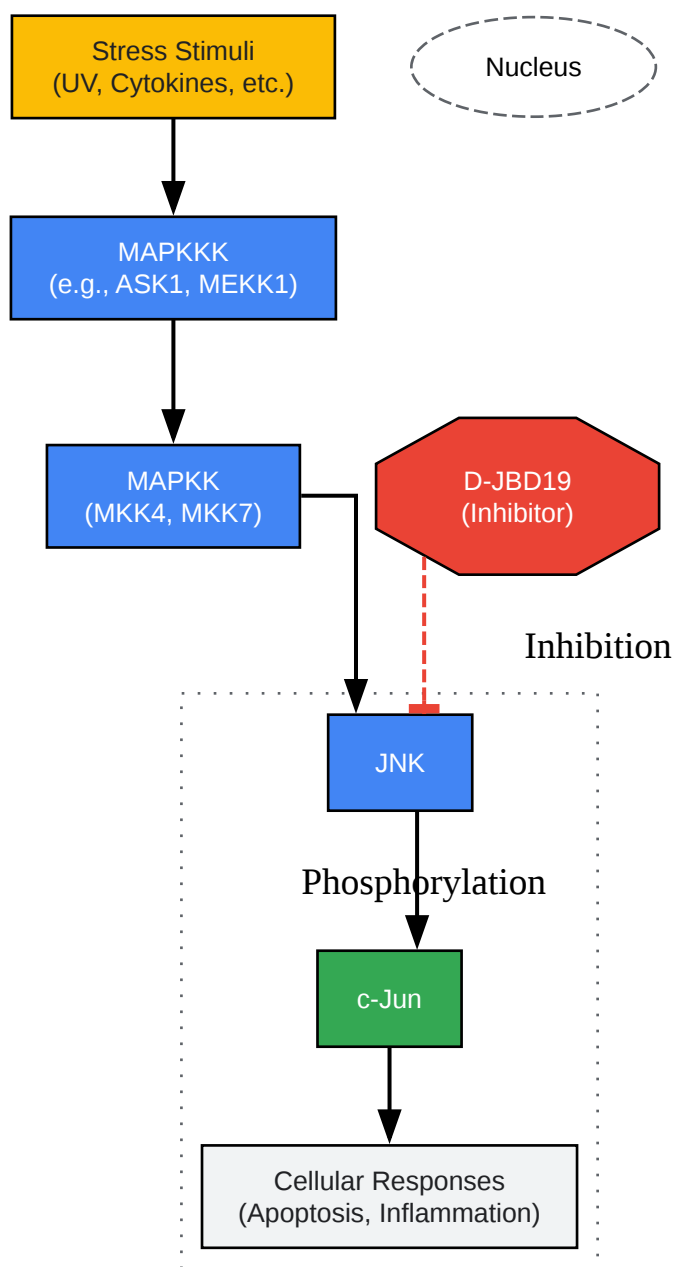 Stress Stimuli
(UV, Cytokines, etc.)
Nucleus
MAPKKK
(e.g., ASK1, MEKK1)
MAPKK
(MKK4, MKK7)
D-JBD19
(Inhibitor)
Inhibition
JNK
Phosphorylation
c-Jun
Cellular Responses
(Apoptosis, Inflammation)